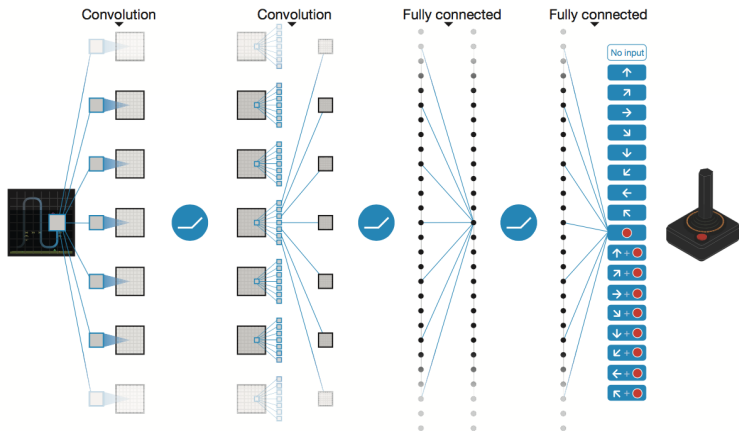 Convolution
Convolution
Fully connected
Fully connected
No input
+
+
+
+
+
+
+
+